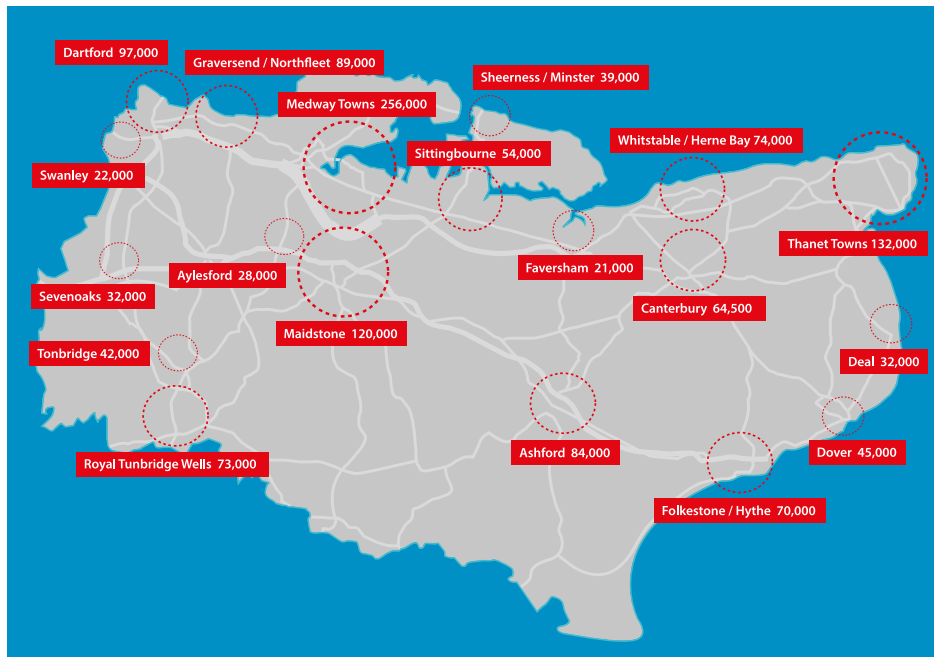 Dartford 97,000
Graversend / Northfleet 89,000
Sheerness / Minster 39,000
Medway Towns 256,000
Whitstable / Herne Bay 74,000
Sittingbourne 54,000
Swanley 22,000
Thanet Towns 132,000
Aylesford 28,000
Faversham 21,000
Sevenoaks 32,000
Canterbury 64,500
Maidstone 120,000
Tonbridge 42,000
Deal 32,000
Ashford 84,000
Dover 45,000
Royal Tunbridge Wells 73,000
Folkestone / Hythe 70,000